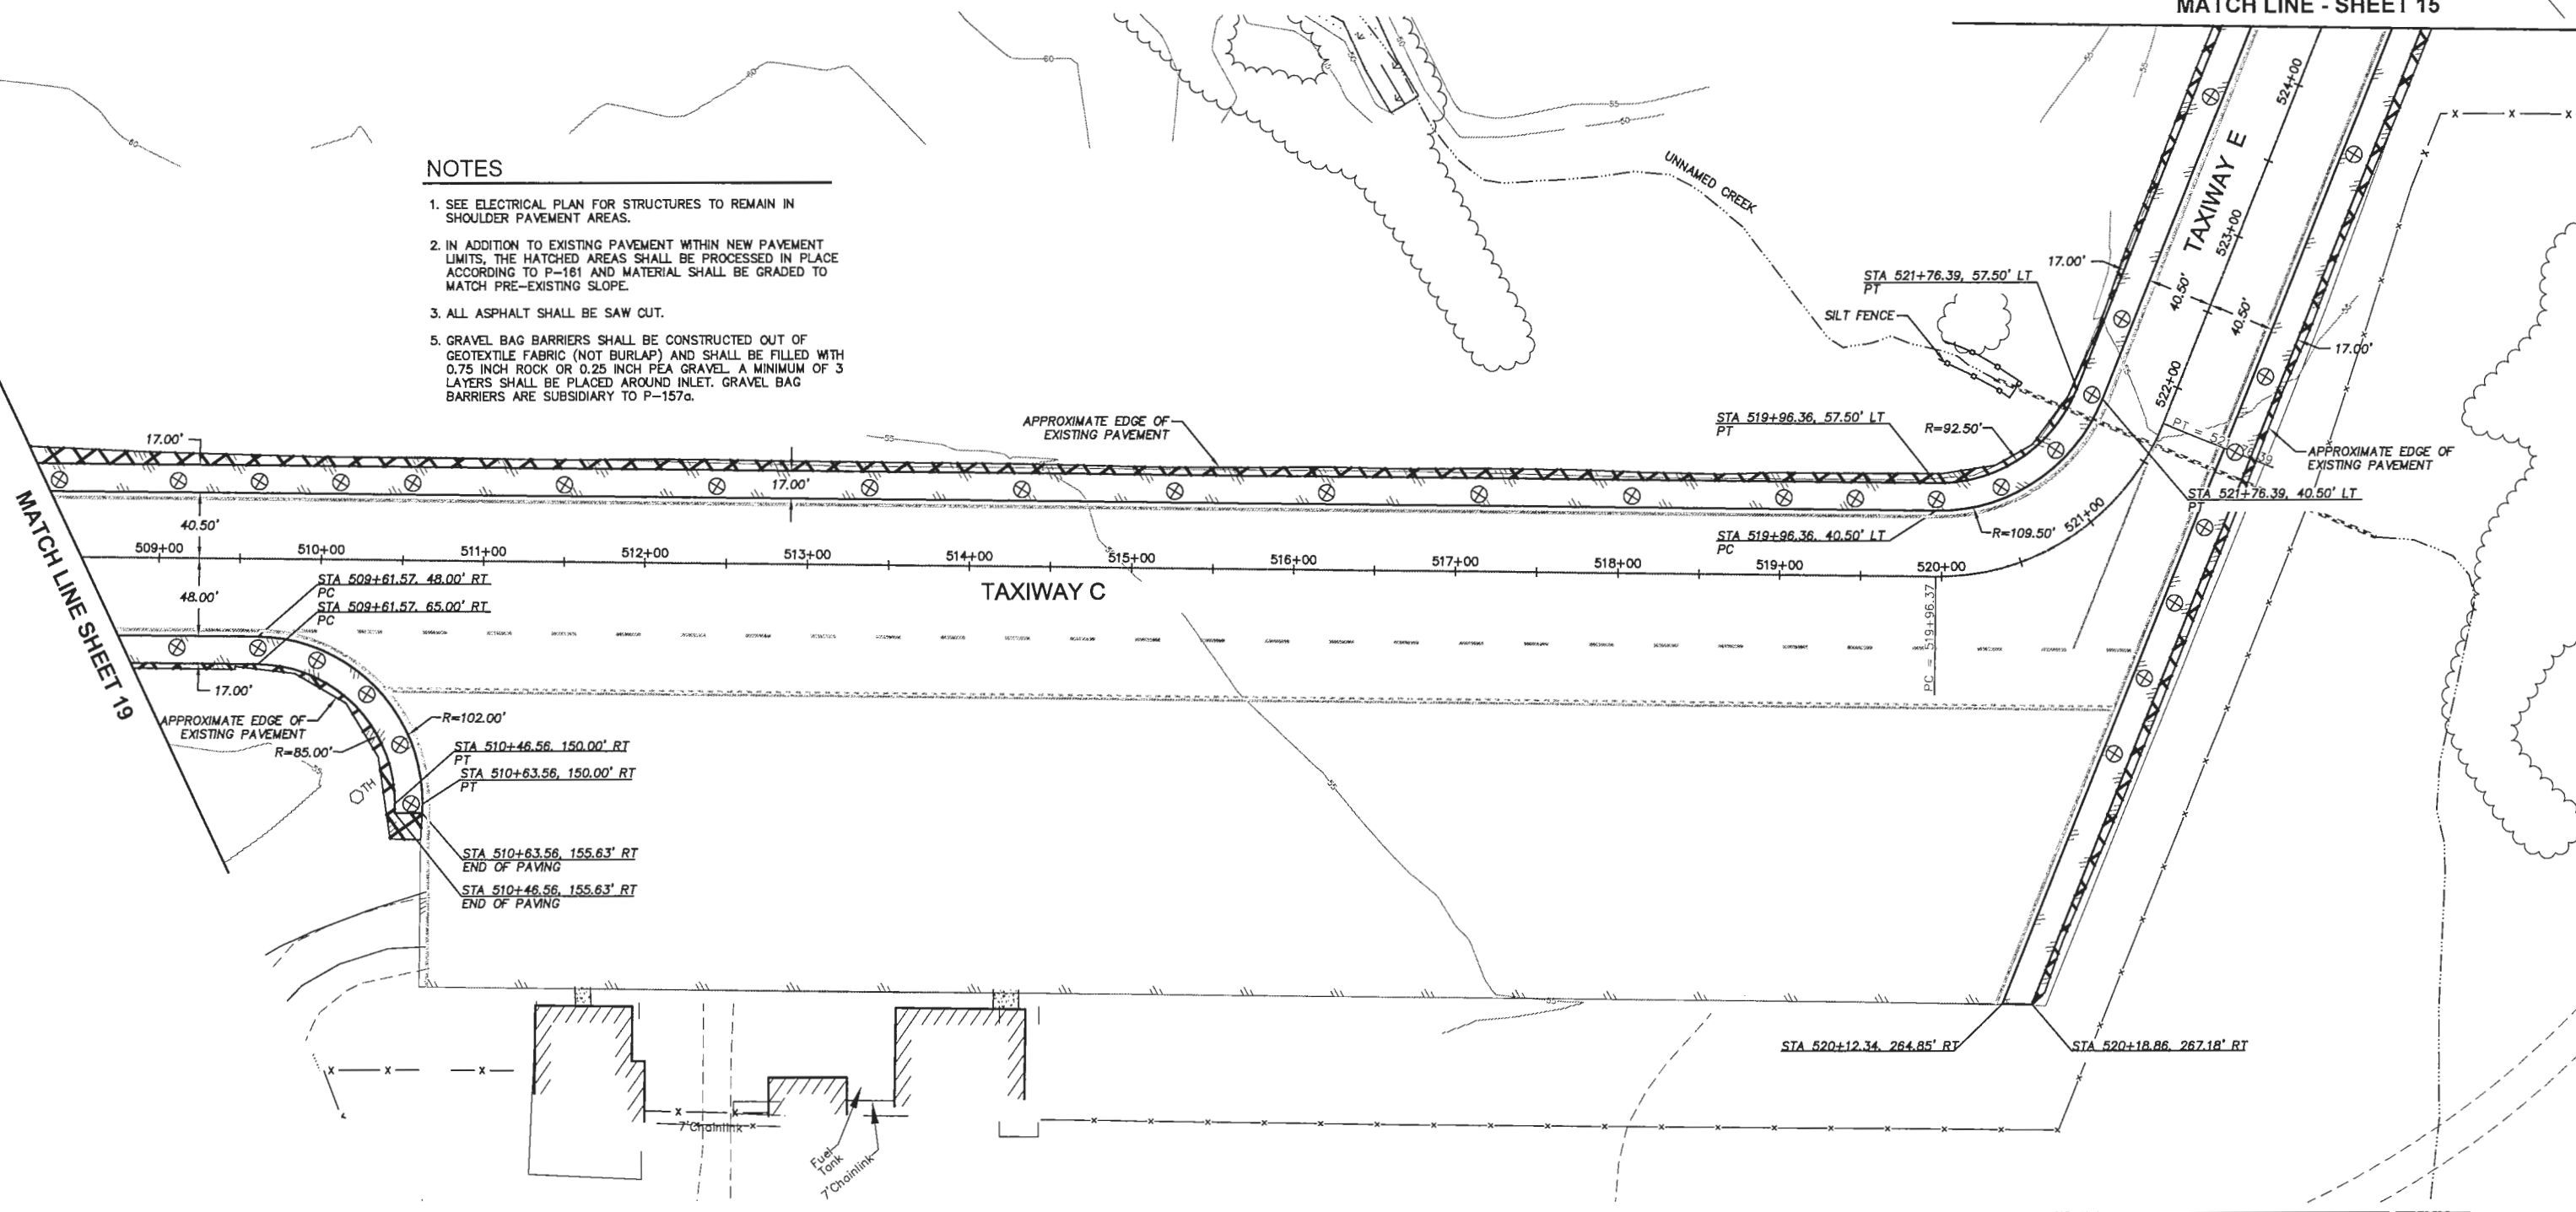 MATCH LINE - SHEET 15
NOTES
1. SEE ELECTRICAL PLAN FOR STRUCTURES TO REMAIN IN
SHOULDER PAVEMENT AREAS.
2. IN ADDITION TO EXISTING PAVEMENT WITHIN NEW PAVEMENT
LIMITS, THE HATCHED AREAS SHALL BE PROCESSED IN PLACE
ACCORDING TO P-161 AND MATERIAL SHALL BE GRADED TO
MATCH PRE-EXISTING SLOPE.
3. ALL ASPHALT SHALL BE SAW CUT.
5. GRAVEL BAG BARRIERS SHALL BE CONSTRUCTED OUT OF
GEOTEXTILE FABRIC (NOT BURLAP) AND SHALL BE FILLED WITH
0.75 INCH ROCK OR 0.25 INCH PEA GRAVEL. A MINIMUM OF 3
LAYERS SHALL BE PLACED AROUND INLET. GRAVEL BAG
BARRIERS ARE SUBSIDIARY TO P-157a.
60
60
60
55
50
50
55
55
UNNAMED CREEK
TAXIWAY E
524+00
523+00
522+00
521+00
17.00'
40.50'
40.50'
17.00'
STA 521+76.39, 57.50' LT
PT
SILT FENCE
STA 519+96.36, 57.50' LT
PT
R=92.50'
APPROXIMATE EDGE OF
EXISTING PAVEMENT
STA 521+76.39, 40.50' LT
PT
R=109.50'
STA 519+96.36, 40.50' LT
PC
APPROXIMATE EDGE OF
EXISTING PAVEMENT
55
17.00'
17.00'
40.50'
MATCH LINE SHEET 19
509+00
510+00
511+00
512+00
513+00
514+00
515+00
516+00
517+00
518+00
519+00
520+00
55
TAXIWAY C
PC = 519+96.37
STA 509+61.57, 48.00' RT
PC
STA 509+61.57, 65.00' RT
PC
48.00'
17.00'
APPROXIMATE EDGE OF
EXISTING PAVEMENT
R=102.00'
R=85.00'
STA 510+46.56, 150.00' RT
PT
STA 510+63.56, 150.00' RT
PT
TH
55
55
STA 510+63.56, 155.63' RT
END OF PAVING
STA 510+46.56, 155.63' RT
END OF PAVING
55
STA 520+12.34, 264.85' RT
STA 520+18.86, 267.18' RT
7'Chainlink
Fuel
Tank
7'Chainlink